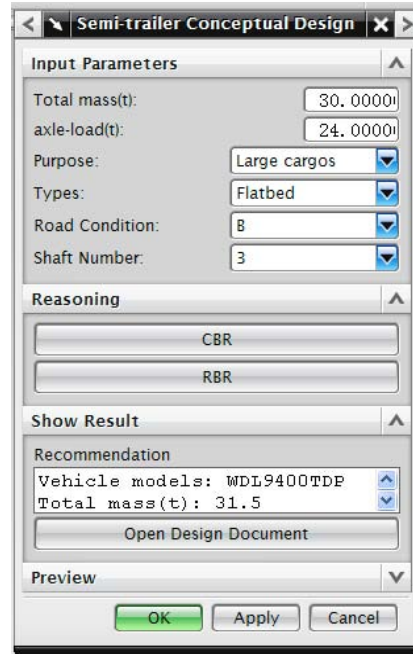 Semi-trailer Conceptual Design
Input Parameters
Total mass(t): 30.0000
axle-load(t): 24.0000
Purpose: Large cargos
Types: Flatbed
Road Condition: B
Shaft Number: 3
Reasoning
CBR
RBR
Show Result
Recommendation
Vehicle models: WDL9400TDP
Total mass(t): 31.5
Open Design Document
Preview
OK Apply Cancel